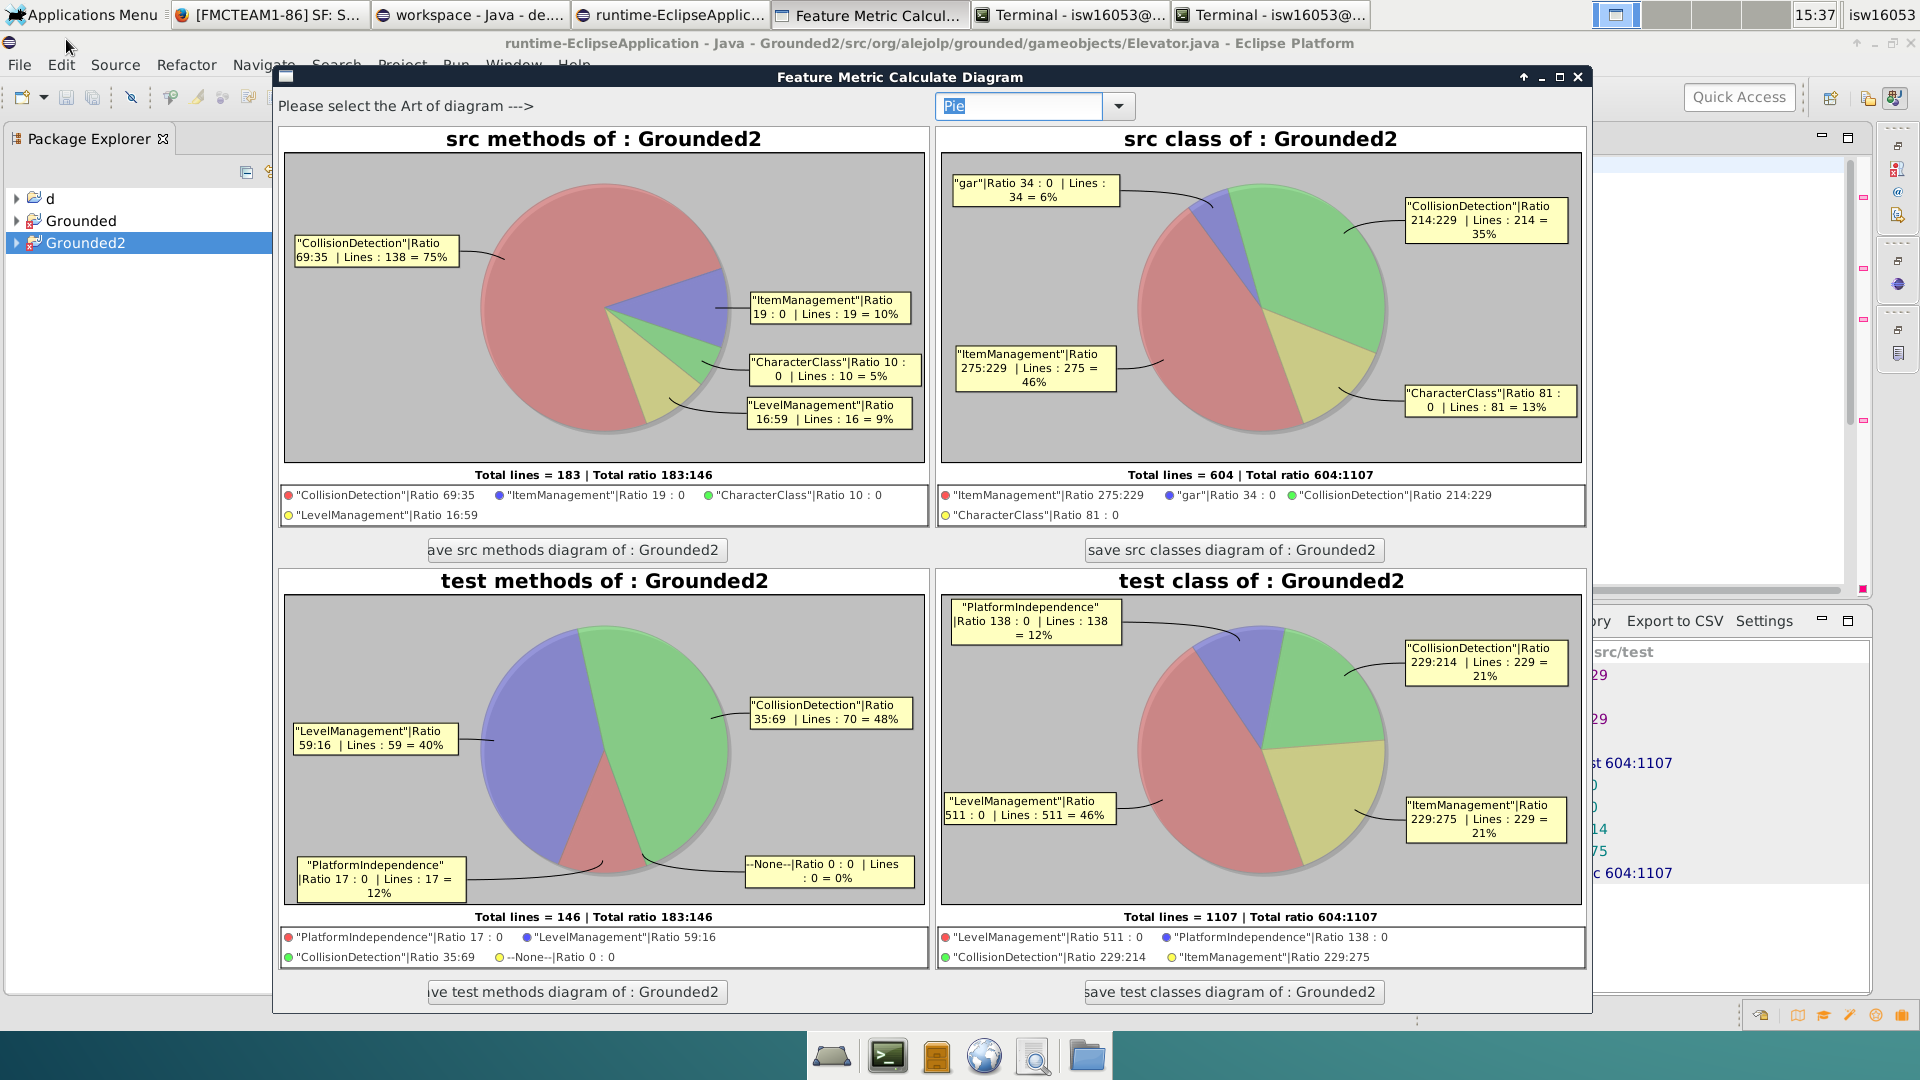 Applications Menu
[FMCTEAM1-86] SF: S...
workspace - Java - de....
runtime-EclipseApplic...
Feature Metric Calcul...
Terminal - isw16053@...
Terminal - isw16053@...
15:37
isw16053
runtime-EclipseApplication - Java - Grounded2/src/org/alejolp/grounded/gameobjects/Elevator.java - Eclipse Platform
File Edit Source Refactor Navigate Search Project Run Window Help
Feature Metric Calculate Diagram
Quick Access
Please select the Art of diagram --->
Pie
Package Explorer
d
Grounded
Grounded2
src methods of : Grounded2
"CollisionDetection"|Ratio
69:35 | Lines : 138 = 75%
"ItemManagement"|Ratio
19 : 0 | Lines : 19 = 10%
"CharacterClass"|Ratio 10 :
0 | Lines : 10 = 5%
"LevelManagement"|Ratio
16:59 | Lines : 16 = 9%
Total lines = 183 | Total ratio 183:146
"CollisionDetection"|Ratio 69:35 "ItemManagement"|Ratio 19 : 0 "CharacterClass"|Ratio 10 : 0
"LevelManagement"|Ratio 16:59
ave src methods diagram of : Grounded2
src class of : Grounded2
"gar"|Ratio 34 : 0 | Lines :
34 = 6%
"CollisionDetection"|Ratio
214:229 | Lines : 214 =
35%
"ItemManagement"|Ratio
275:229 | Lines : 275 =
46%
"CharacterClass"|Ratio 81 :
0 | Lines : 81 = 13%
Total lines = 604 | Total ratio 604:1107
"ItemManagement"|Ratio 275:229 "gar"|Ratio 34 : 0 "CollisionDetection"|Ratio 214:229
"CharacterClass"|Ratio 81 : 0
save src classes diagram of : Grounded2
test methods of : Grounded2
"CollisionDetection"|Ratio
35:69 | Lines : 70 = 48%
"LevelManagement"|Ratio
59:16 | Lines : 59 = 40%
"PlatformIndependence"
|Ratio 17 : 0 | Lines : 17 =
12%
--None--|Ratio 0 : 0 | Lines
: 0 = 0%
Total lines = 146 | Total ratio 183:146
"PlatformIndependence"|Ratio 17 : 0 "LevelManagement"|Ratio 59:16
"CollisionDetection"|Ratio 35:69 --None--|Ratio 0 : 0
ve test methods diagram of : Grounded2
test class of : Grounded2
"PlatformIndependence"
|Ratio 138 : 0 | Lines : 138
= 12%
"CollisionDetection"|Ratio
229:214 | Lines : 229 =
21%
"LevelManagement"|Ratio
511 : 0 | Lines : 511 = 46%
"ItemManagement"|Ratio
229:275 | Lines : 229 =
21%
Total lines = 1107 | Total ratio 604:1107
"LevelManagement"|Ratio 511 : 0 "PlatformIndependence"|Ratio 138 : 0
"CollisionDetection"|Ratio 229:214 "ItemManagement"|Ratio 229:275
save test classes diagram of : Grounded2
ory Export to CSV Settings
src/test
29
29
st 604:1107
0
0
14
75
c 604:1107